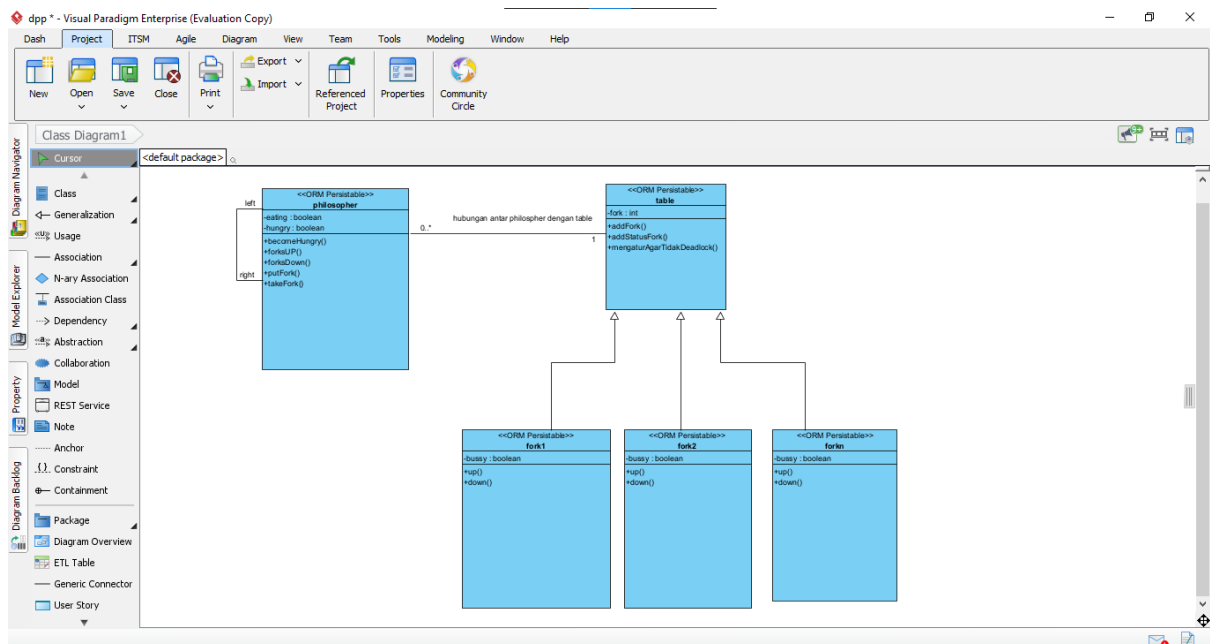 dpp * - Visual Paradigm Enterprise (Evaluation Copy)
Dash Project ITSM Agile Diagram View Team Tools Modeling Window Help
New Open Save Close Print Export Import Referenced Project Properties Community Circle
Class Diagram1
Cursor
<default package>
Class
Generalization
Usage
Association
N-ary Association
Association Class
Dependency
Abstraction
Collaboration
Model
REST Service
Note
Anchor
Constraint
Containment
Package
Diagram Overview
ETL Table
Generic Connector
User Story
Diagram Navigator
Model Explorer
Property
Diagram Backlog
left
right
<<ORM Persistable>>
philosopher
-eating : boolean
-hungry : boolean
+becomeHungry()
+forksUP()
+forksDown()
+putFork()
+takeFork()
hubungan antar philospher dengan table
0..*
1
<<ORM Persistable>>
table
-fork : int
+addFork()
+addStatusFork()
+mengaturAgarTidakDeadlock()
<<ORM Persistable>>
fork1
-bussy : boolean
+up()
+down()
<<ORM Persistable>>
fork2
-bussy : boolean
+up()
+down()
<<ORM Persistable>>
forkn
-bussy : boolean
+up()
+down()